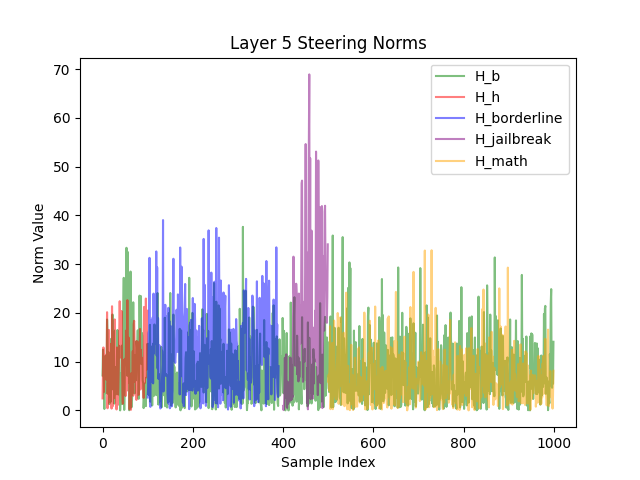 Layer 5 Steering Norms
Norm Value
70
60
50
40
30
20
10
0
H_b
H_h
H_borderline
H_jailbreak
H_math
0
200
400
600
800
1000
Sample Index